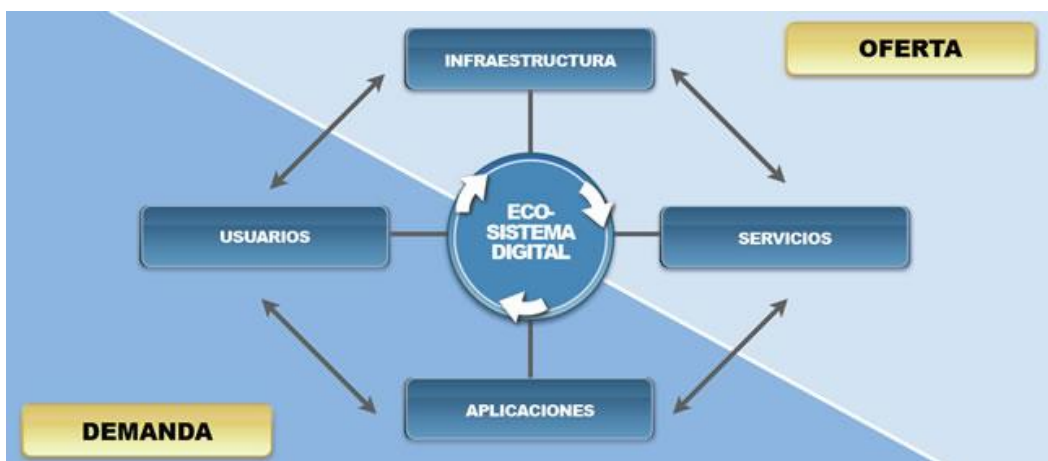 INFRAESTRUCTURA
OFERTA
USUARIOS
ECO-
SISTEMA
DIGITAL
SERVICIOS
APLICACIONES
DEMANDA